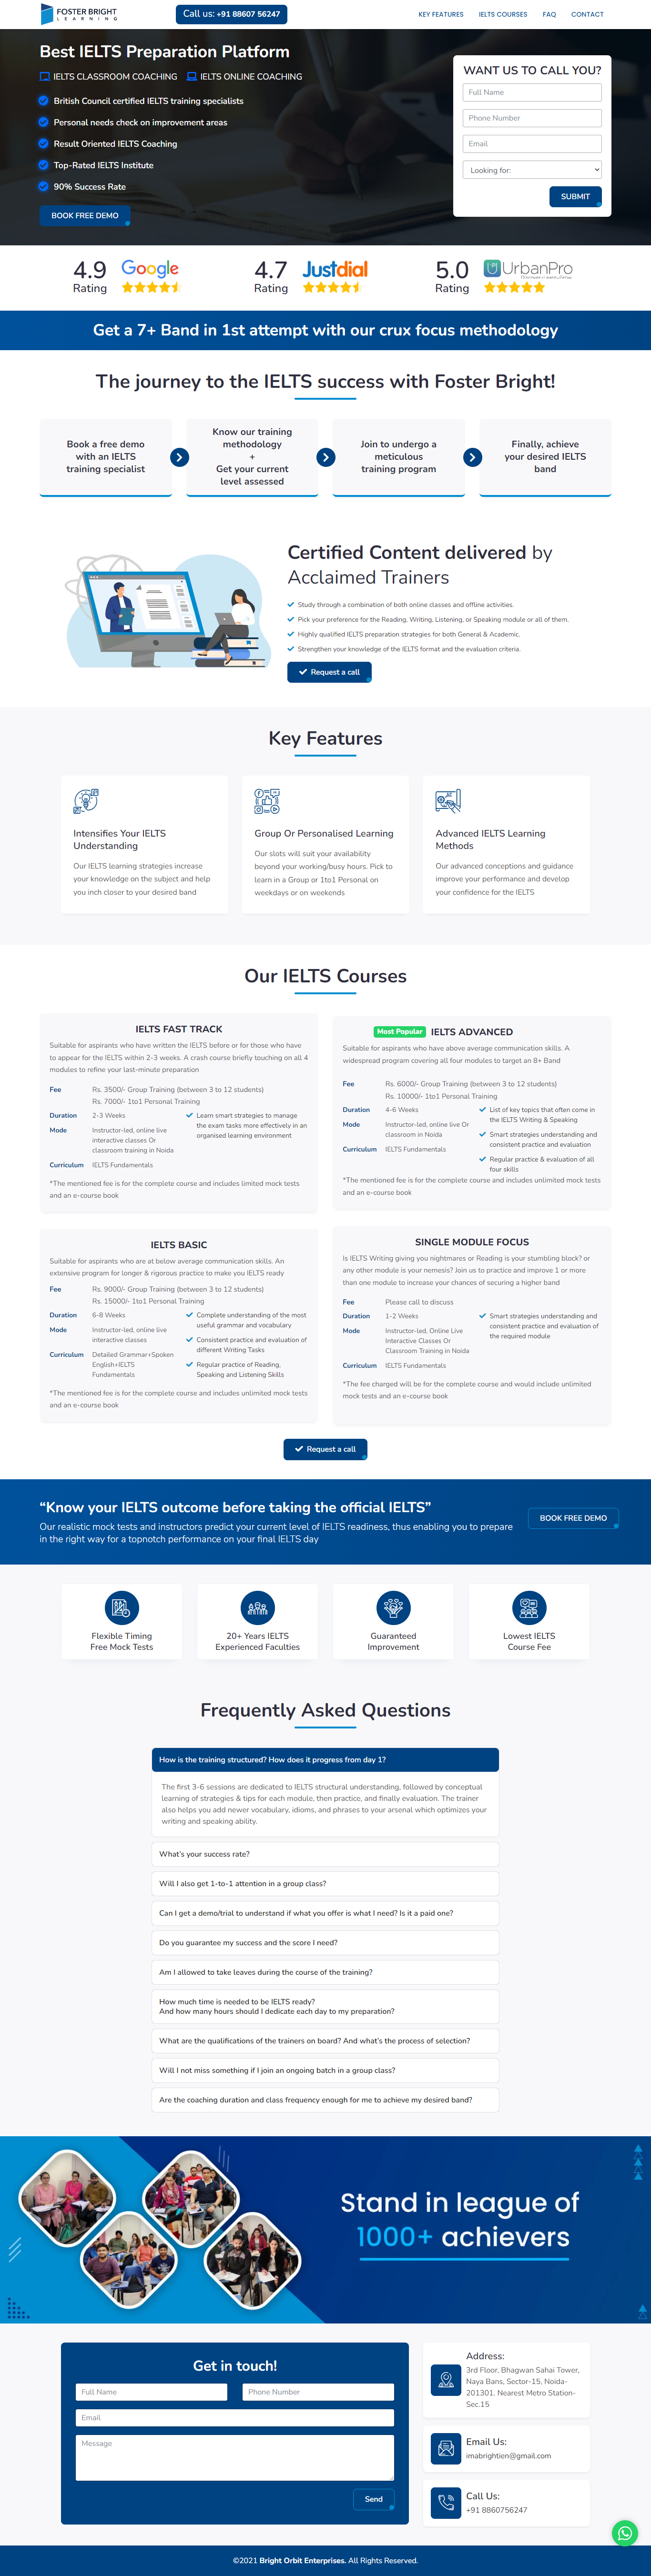 FOSTER BRIGHT
LEARNING
Call us: +91 88607 56247
KEY FEATURES
IELTS COURSES
FAQ
CONTACT
Best IELTS Preparation Platform
IELTS CLASSROOM COACHING
IELTS ONLINE COACHING
British Council certified IELTS training specialists
Personal needs check on improvement areas
Result Oriented IELTS Coaching
Top-Rated IELTS Institute
90% Success Rate
BOOK FREE DEMO
WANT US TO CALL YOU?
Full Name
Phone Number
Email
Looking for:
SUBMIT
4.9
Rating
Google
4.7
Rating
Justdial
5.0
Rating
UrbanPro
Get a 7+ Band in 1st attempt with our crux focus methodology
The journey to the IELTS success with Foster Bright!
Book a free demo
with an IELTS
training specialist
Know our training
methodology
+
Get your current
level assessed
Join to undergo a
meticulous
training program
Finally, achieve
your desired IELTS
band
Certified Content delivered by
Acclaimed Trainers
Study through a combination of both online classes and offline activities.
Pick your preference for the Reading, Writing, Listening, or Speaking module or all of them.
Highly qualified IELTS preparation strategies for both General & Academic.
Strengthen your knowledge of the IELTS format and the evaluation criteria.
Request a call
Key Features
Intensifies Your IELTS
Understanding
Our IELTS learning strategies increase
your knowledge on the subject and help
you inch closer to your desired band
Group Or Personalised Learning
Our slots will suit your availability
beyond your working/busy hours. Pick to
learn in a Group or 1to1 Personal on
weekdays or on weekends
Advanced IELTS Learning
Methods
Our advanced conceptions and guidance
improve your performance and develop
your confidence for the IELTS
Our IELTS Courses
IELTS FAST TRACK
Suitable for aspirants who have written the IELTS before or for those who have
to appear for the IELTS within 2-3 weeks. A crash course briefly touching on all 4
modules to refine your last-minute preparation
Fee
Rs. 3500/- Group Training (between 3 to 12 students)
Rs. 7000/- 1to1 Personal Training
Duration
2-3 Weeks
Mode
Instructor-led, online live
interactive classes Or
classroom training in Noida
Curriculum
IELTS Fundamentals
Learn smart strategies to manage
the exam tasks more effectively in an
organised learning environment
*The mentioned fee is for the complete course and includes limited mock tests
and an e-course book
Most Popular
IELTS ADVANCED
Suitable for aspirants who have above average communication skills. A
widespread program covering all four modules to target an 8+ Band
Fee
Rs. 6000/- Group Training (between 3 to 12 students)
Rs. 10000/- 1to1 Personal Training
Duration
4-6 Weeks
Mode
Instructor-led, online live Or
classroom in Noida
Curriculum
IELTS Fundamentals
List of key topics that often come in
the IELTS Writing & Speaking
Smart strategies understanding and
consistent practice and evaluation
Regular practice & evaluation of all
four skills
*The mentioned fee is for the complete course and includes unlimited mock tests
and an e-course book
IELTS BASIC
Suitable for aspirants who are at below average communication skills. An
extensive program for longer & rigorous practice to make you IELTS ready
Fee
Rs. 9000/- Group Training (between 3 to 12 students)
Rs. 15000/- 1to1 Personal Training
Duration
6-8 Weeks
Mode
Instructor-led, online live
interactive classes
Curriculum
Detailed Grammar+Spoken
English+IELTS
Fundamentals
Complete understanding of the most
useful grammar and vocabulary
Consistent practice and evaluation of
different Writing Tasks
Regular practice of Reading,
Speaking and Listening Skills
*The mentioned fee is for the complete course and includes unlimited mock tests
and an e-course book
SINGLE MODULE FOCUS
Is IELTS Writing giving you nightmares or Reading is your stumbling block? or
any other module is your nemesis? Join us to practice and improve 1 or more
than one module to increase your chances of securing a higher band
Fee
Please call to discuss
Duration
1-2 Weeks
Mode
Instructor-led, Online Live
Interactive Classes Or
Classroom Training in Noida
Curriculum
IELTS Fundamentals
Smart strategies understanding and
consistent practice and evaluation of
the required module
*The fee charged will be for the complete course and would include unlimited
mock tests and an e-course book
Request a call
“Know your IELTS outcome before taking the official IELTS”
Our realistic mock tests and instructors predict your current level of IELTS readiness, thus enabling you to prepare
in the right way for a topnotch performance on your final IELTS day
BOOK FREE DEMO
Flexible Timing
Free Mock Tests
20+ Years IELTS
Experienced Faculties
Guaranteed
Improvement
Lowest IELTS
Course Fee
Frequently Asked Questions
How is the training structured? How does it progress from day 1?
The first 3-6 sessions are dedicated to IELTS structural understanding, followed by conceptual
learning of strategies & tips for each module, then practice, and finally evaluation. The trainer
also helps you add newer vocabulary, idioms, and phrases to your arsenal which optimizes your
writing and speaking ability.
What's your success rate?
Will I also get 1-to-1 attention in a group class?
Can I get a demo/trial to understand if what you offer is what I need? Is it a paid one?
Do you guarantee my success and the score I need?
Am I allowed to take leaves during the course of the training?
How much time is needed to be IELTS ready?
And how many hours should I dedicate each day to my preparation?
What are the qualifications of the trainers on board? And what's the process of selection?
Will I not miss something if I join an ongoing batch in a group class?
Are the coaching duration and class frequency enough for me to achieve my desired band?
Stand in league of
1000+ achievers
Get in touch!
Full Name
Phone Number
Email
Message
Send
Address:
3rd Floor, Bhagwan Sahai Tower,
Naya Bans, Sector-15, Noida-
201301. Nearest Metro Station-
Sec.15
Email Us:
imabrightien@gmail.com
Call Us:
+91 8860756247
©2021 Bright Orbit Enterprises. All Rights Reserved.